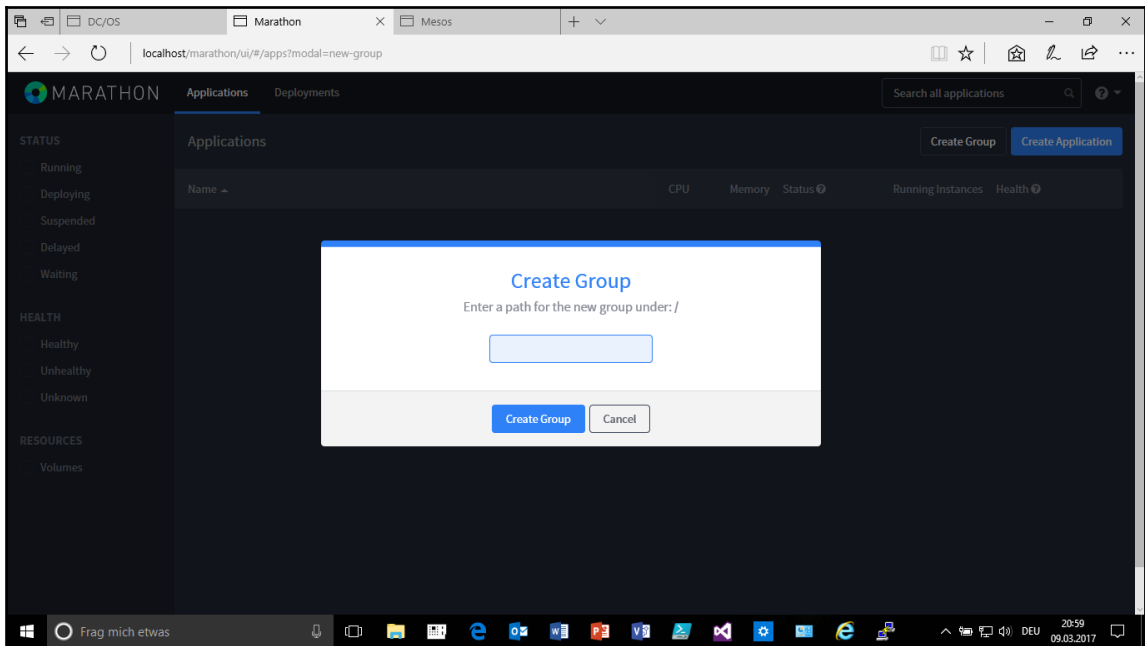 DC/OS
Marathon
Mesos
localhost/marathon/ui/#/apps?modal=new-group
MARATHON
Applications
Deployments
Search all applications
STATUS
Running
Deploying
Suspended
Delayed
Waiting
HEALTH
Healthy
Unhealthy
Unknown
RESOURCES
Volumes
Applications
Create Group
Create Application
Name
CPU
Memory
Status
Running Instances
Health
Create Group
Enter a path for the new group under: /
Create Group
Cancel
Frag mich etwas
DEU
20:59
09.03.2017